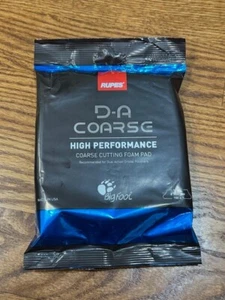 RUPES
D-A
COARSE
HIGH PERFORMANCE
COARSE CUTTING FOAM PAD
bigfoot